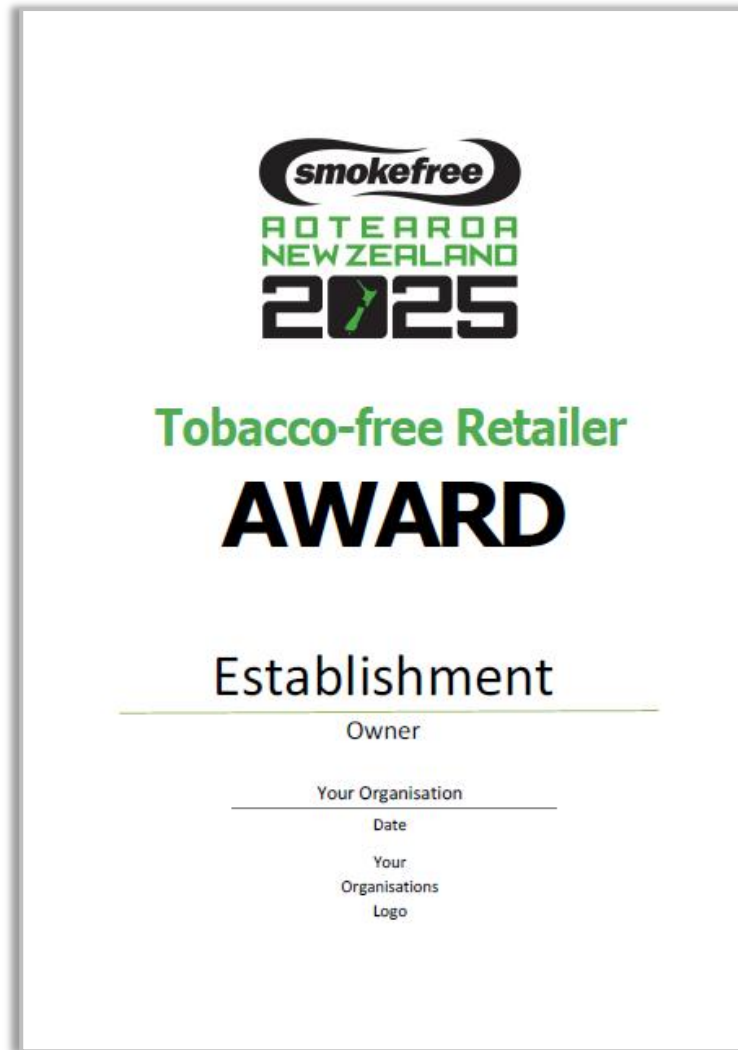 smokefree
AOTEAROA
NEW ZEALAND
2025
Tobacco-free Retailer
AWARD
Establishment
Owner
Your Organisation
Date
Your
Organisations
Logo